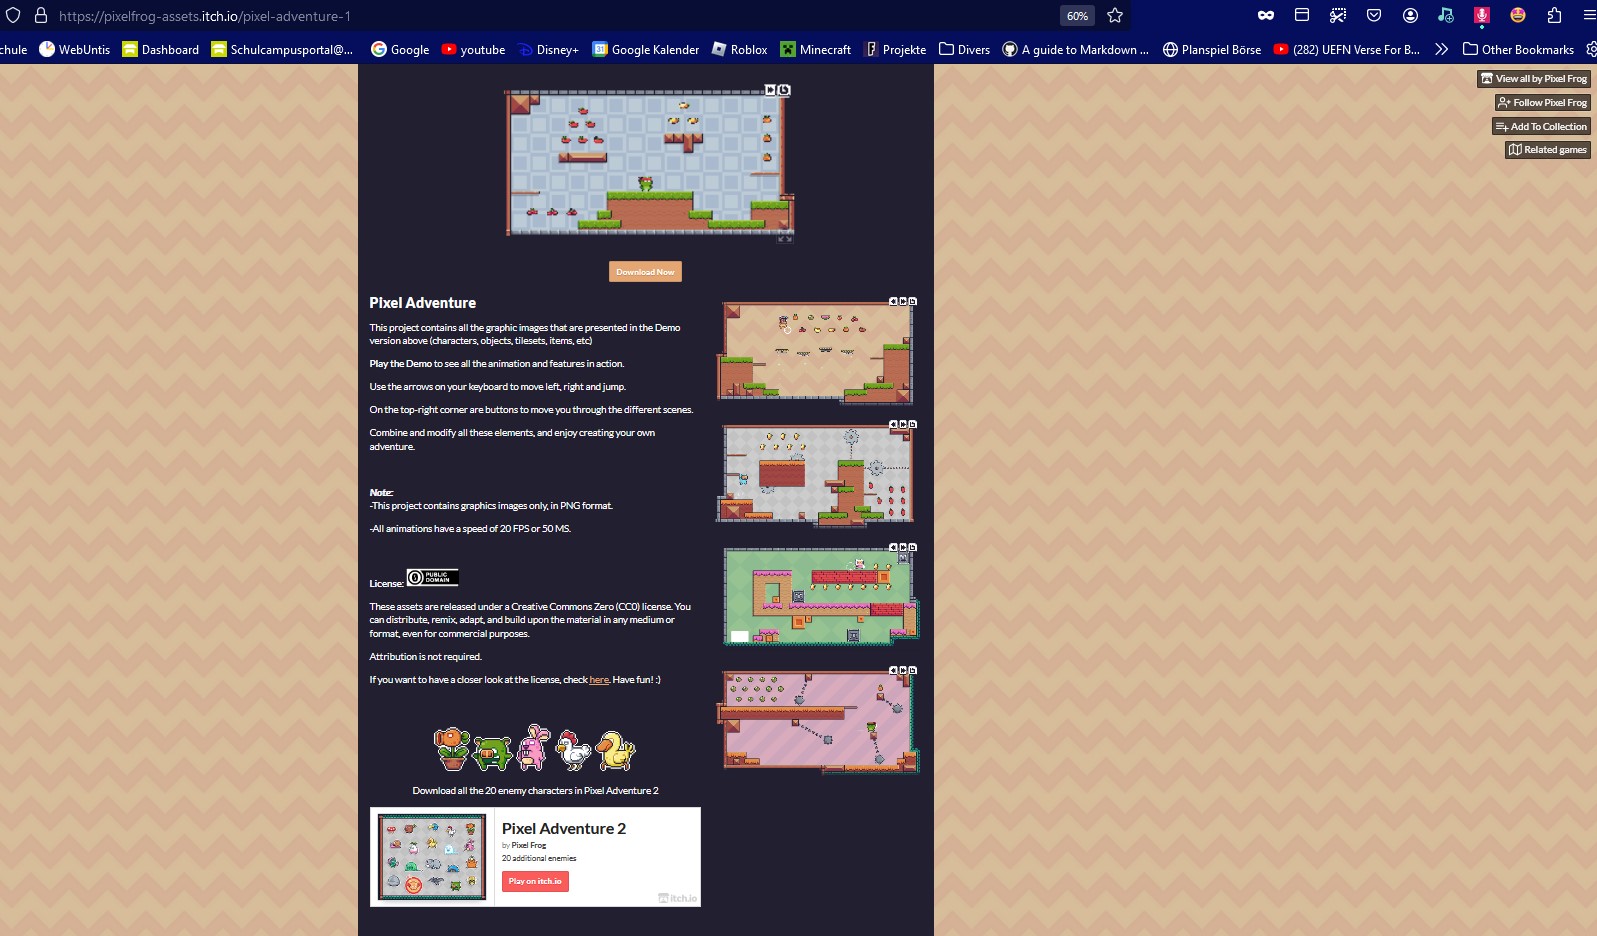 https://pixelfrog-assets.itch.io/pixel-adventure-1
60%
chule
WebUntis
Dashboard
Schulcampusportal@...
Google
youtube
Disney+
Google Kalender
Roblox
Minecraft
Projekte
Divers
A guide to Markdown ...
Planspiel Börse
(282) UEFN Verse For B...
Other Bookmarks
View all by Pixel Frog
Follow Pixel Frog
Add To Collection
Related games
Download Now
Pixel Adventure
This project contains all the graphic images that are presented in the Demo
version above (characters, objects, tilesets, items, etc)
Play the Demo to see all the animation and features in action.
Use the arrows on your keyboard to move left, right and jump.
On the top-right corner are buttons to move you through the different scenes.
Combine and modify all these elements, and enjoy creating your own
adventure.
Note:
-This project contains graphics images only, in PNG format.
-All animations have a speed of 20 FPS or 50 MS.
License:
PUBLIC
DOMAIN
These assets are released under a Creative Commons Zero (CC0) license. You
can distribute, remix, adapt, and build upon the material in any medium or
format, even for commercial purposes.
Attribution is not required.
If you want to have a closer look at the license, check here. Have fun! :)
Download all the 20 enemy characters in Pixel Adventure 2
Pixel Adventure 2
by Pixel Frog
20 additional enemies
Play on itch.io
itch.io